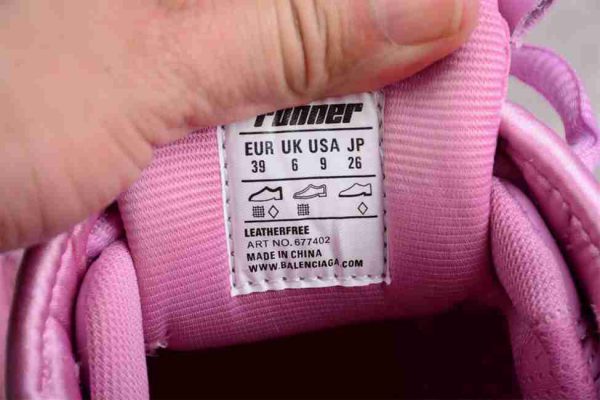 runner
EUR UK USA JP
39 6 9 26
LEATHERFREE
ART NO.677402
MADE IN CHINA
WWW.BALENCIAGA.COM